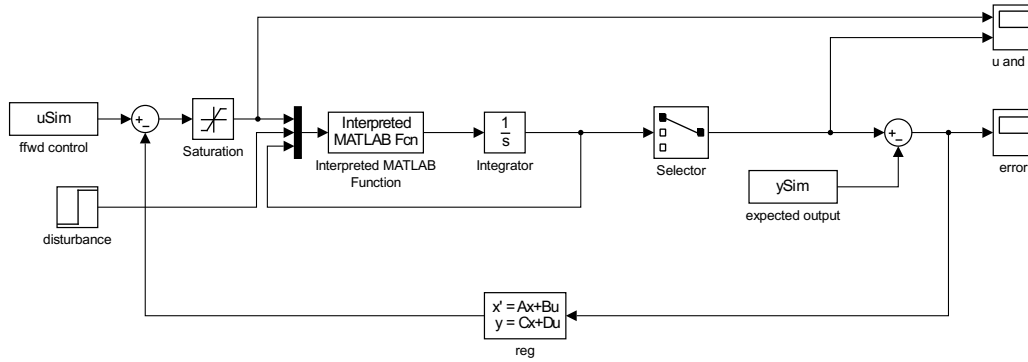 u and
uSim
ffwd control
+
−
Saturation
Interpreted
MATLAB Fcn
Interpreted MATLAB
Function
1
s
Integrator
Selector
+
−
error
ySim
expected output
disturbance
x' = Ax+Bu
y = Cx+Du
reg